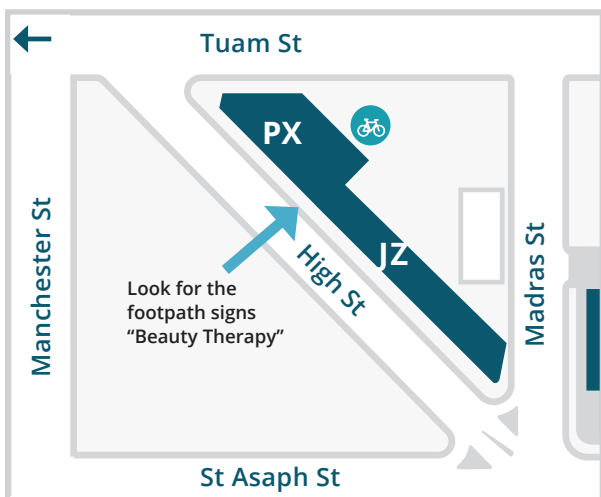 Tuam St
PX
JZ
High St
Manchester St
Madras St
Look for the
footpath signs
“Beauty Therapy”
St Asaph St